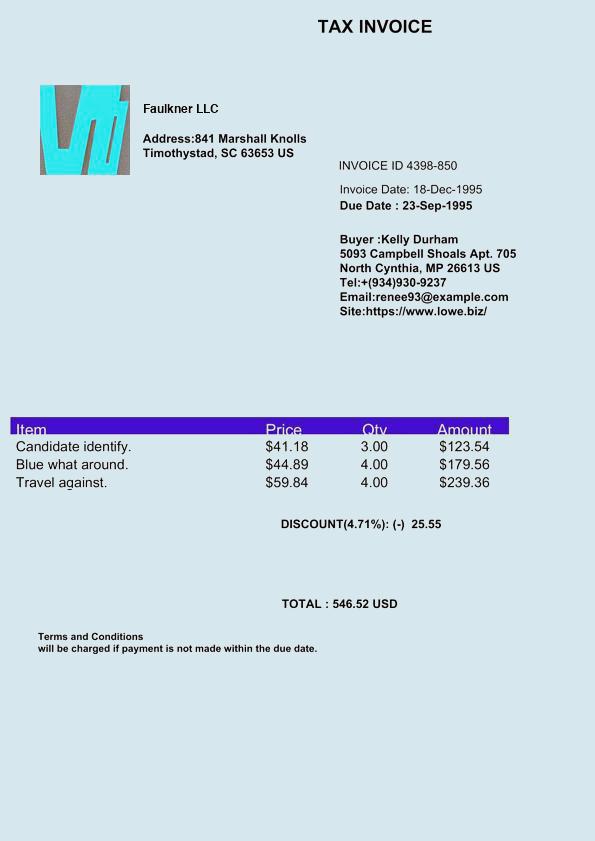 TAX INVOICE
Faulkner LLC
Address:841 Marshall Knolls
Timothystad, SC 63653 US
INVOICE ID 4398-850
Invoice Date: 18-Dec-1995
Due Date : 23-Sep-1995
Buyer :Kelly Durham
5093 Campbell Shoals Apt. 705
North Cynthia, MP 26613 US
Tel:+(934)930-9237
Email:renee93@example.com
Site:https://www.lowe.biz/
Item Price Qty Amount
Candidate identify. $41.18 3.00 $123.54
Blue what around. $44.89 4.00 $179.56
Travel against. $59.84 4.00 $239.36
DISCOUNT(4.71%): (-) 25.55
TOTAL : 546.52 USD
Terms and Conditions
will be charged if payment is not made within the due date.